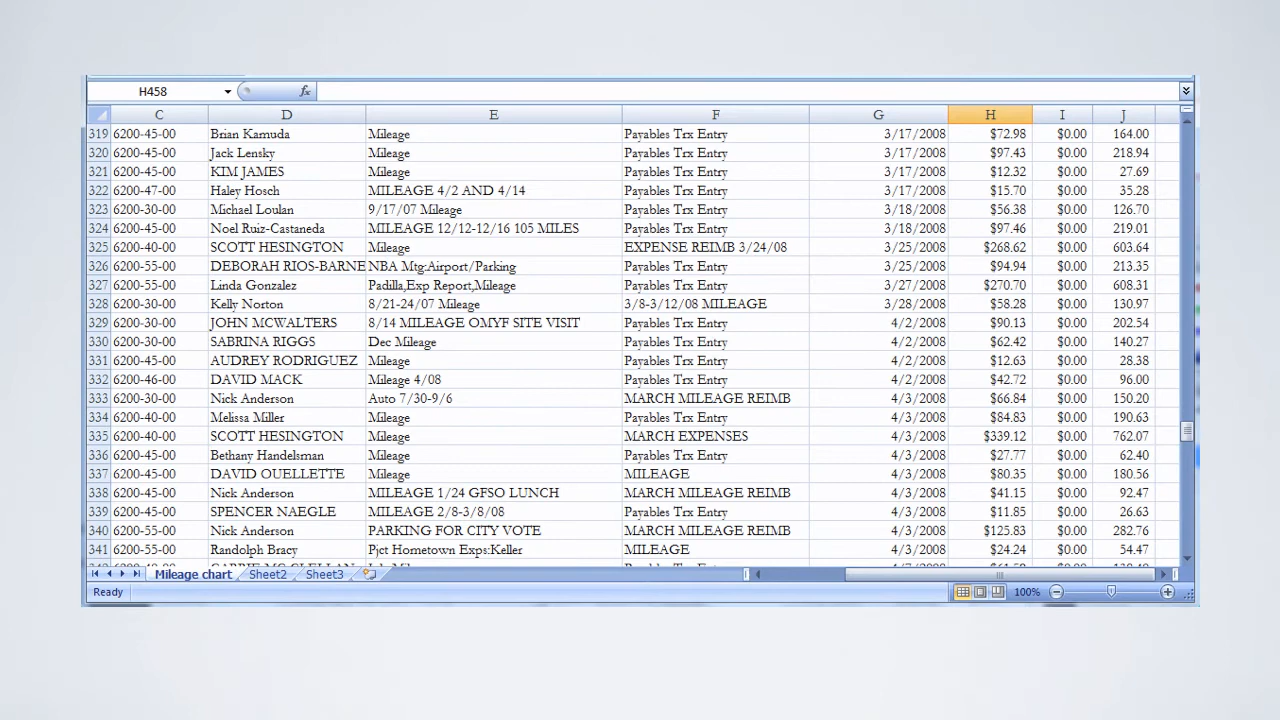 H458
C D E F G H I J
319 6200-45-00 Brian Kamuda Mileage Payables Trx Entry 3/17/2008 $72.98 $0.00 164.00
320 6200-45-00 Jack Lensky Mileage Payables Trx Entry 3/17/2008 $97.43 $0.00 218.94
321 6200-45-00 KIM JAMES Mileage Payables Trx Entry 3/17/2008 $12.32 $0.00 27.69
322 6200-47-00 Haley Hosch MILEAGE 4/2 AND 4/14 Payables Trx Entry 3/17/2008 $15.70 $0.00 35.28
323 6200-30-00 Michael Loulan 9/17/07 Mileage Payables Trx Entry 3/18/2008 $56.38 $0.00 126.70
324 6200-45-00 Noel Ruiz-Castaneda MILEAGE 12/12-12/16 105 MILES Payables Trx Entry 3/18/2008 $97.46 $0.00 219.01
325 6200-40-00 SCOTT HESINGTON Mileage EXPENSE REIMB 3/24/08 3/25/2008 $268.62 $0.00 603.64
326 6200-55-00 DEBORAH RIOS-BARNE NBA Mtg:Airport/Parking Payables Trx Entry 3/25/2008 $94.94 $0.00 213.35
327 6200-55-00 Linda Gonzalez Padilla,Exp Report,Mileage Payables Trx Entry 3/27/2008 $270.70 $0.00 608.31
328 6200-30-00 Kelly Norton 8/21-24/07 Mileage 3/8-3/12/08 MILEAGE 3/28/2008 $58.28 $0.00 130.97
329 6200-30-00 JOHN MCWALTERS 8/14 MILEAGE OMYF SITE VISIT Payables Trx Entry 4/2/2008 $90.13 $0.00 202.54
330 6200-30-00 SABRINA RIGGS Dec Mileage Payables Trx Entry 4/2/2008 $62.42 $0.00 140.27
331 6200-45-00 AUDREY RODRIGUEZ Mileage Payables Trx Entry 4/2/2008 $12.63 $0.00 28.38
332 6200-46-00 DAVID MACK Mileage 4/08 Payables Trx Entry 4/2/2008 $42.72 $0.00 96.00
333 6200-30-00 Nick Anderson Auto 7/30-9/6 MARCH MILEAGE REIMB 4/3/2008 $66.84 $0.00 150.20
334 6200-40-00 Melissa Miller Mileage Payables Trx Entry 4/3/2008 $84.83 $0.00 190.63
335 6200-40-00 SCOTT HESINGTON Mileage MARCH EXPENSES 4/3/2008 $339.12 $0.00 762.07
336 6200-45-00 Bethany Handelsman Mileage Payables Trx Entry 4/3/2008 $27.77 $0.00 62.40
337 6200-45-00 DAVID OUELLETTE Mileage MILEAGE 4/3/2008 $80.35 $0.00 180.56
338 6200-45-00 Nick Anderson MILEAGE 1/24 GFSO LUNCH MARCH MILEAGE REIMB 4/3/2008 $41.15 $0.00 92.47
339 6200-45-00 SPENCER NAEGLE MILEAGE 2/8-3/8/08 Payables Trx Entry 4/3/2008 $11.85 $0.00 26.63
340 6200-55-00 Nick Anderson PARKING FOR CITY VOTE MARCH MILEAGE REIMB 4/3/2008 $125.83 $0.00 282.76
341 6200-55-00 Randolph Bracy Pjct Hometown Exps:Keller MILEAGE 4/3/2008 $24.24 $0.00 54.47
Mileage chart Sheet2 Sheet3
Ready 100%